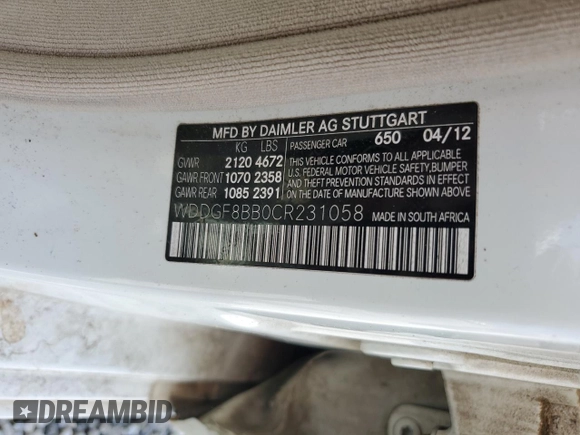 MFD BY DAIMLER AG STUTTGART
KG LBS
GVWR 2120 4672
GAWR FRONT 1070 2358
GAWR REAR 1085 2391
PASSENGER CAR 650 04/12
THIS VEHICLE CONFORMS TO ALL APPLICABLE
U.S. FEDERAL MOTOR VEHICLE SAFETY, BUMPER
AND THEFT PREVENTION STANDARDS IN EFFECT
ON THE DATE OF MANUFACTURE SHOWN ABOVE.
WDDGF8BB0CR231058 MADE IN SOUTH AFRICA
DREAMBID